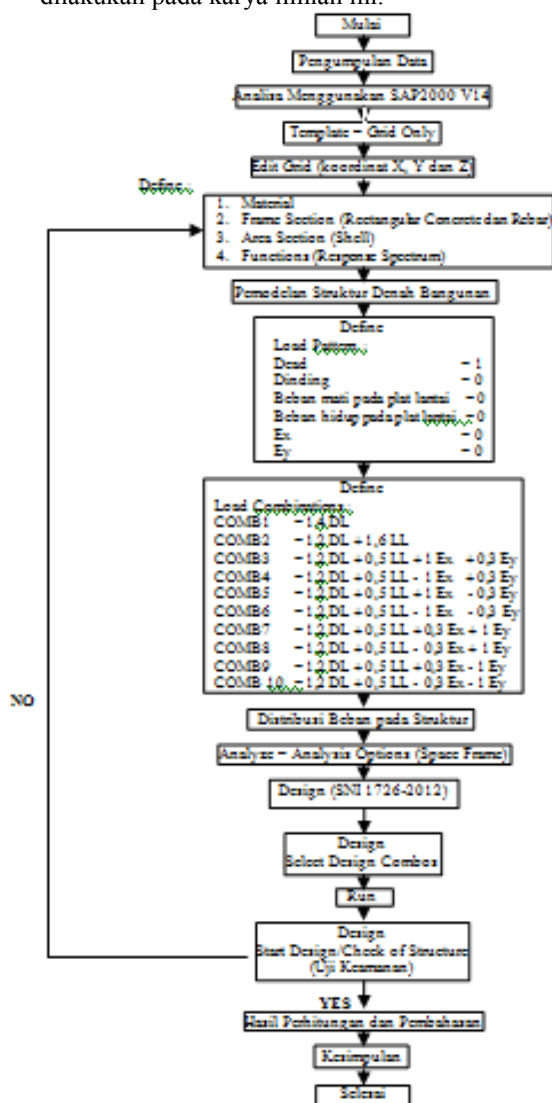 dilakukan pada karya ilmiah ini.
Mulai
Pengumpulan Data
Analisa Menggunakan SAP2000 V14
Template – Grid Only
Edit Grid (koordinat X, Y dan Z)
Define :
1. Material
2. Frame Section (Rectangular Concrete dan Rebar)
3. Area Section (Shell)
4. Functions (Response Spectrum)
Pemodelan Struktur Denah Bangunan
Define
Load Pattern :
Dead = 1
Dinding = 0
Beban mati pada plat lantai = 0
Beban hidup pada plat lantai = 0
Ex = 0
Ey = 0
Define
Load Combinations :
COMB1 = 1,4 DL
COMB2 = 1,2 DL + 1,6 LL
COMB3 = 1,2 DL + 0,5 LL + 1 Ex + 0,3 Ey
COMB4 = 1,2 DL + 0,5 LL - 1 Ex + 0,3 Ey
COMB5 = 1,2 DL + 0,5 LL + 1 Ex - 0,3 Ey
COMB6 = 1,2 DL + 0,5 LL - 1 Ex - 0,3 Ey
COMB7 = 1,2 DL + 0,5 LL + 0,3 Ex + 1 Ey
COMB8 = 1,2 DL + 0,5 LL - 0,3 Ex + 1 Ey
COMB9 = 1,2 DL + 0,5 LL + 0,3 Ex - 1 Ey
COMB 10 = 1,2 DL + 0,5 LL - 0,3 Ex - 1 Ey
NO
Distribusi Beban pada Struktur
Analyze – Analysis Options (Space Frame)
Design (SNI 1726-2012)
Design
Select Design Combos
Run
Design
Start Design/Check of Structure
(Uji Keamanan)
YES
Hasil Perhitungan dan Pembahasan
Kesimpulan
Selesai